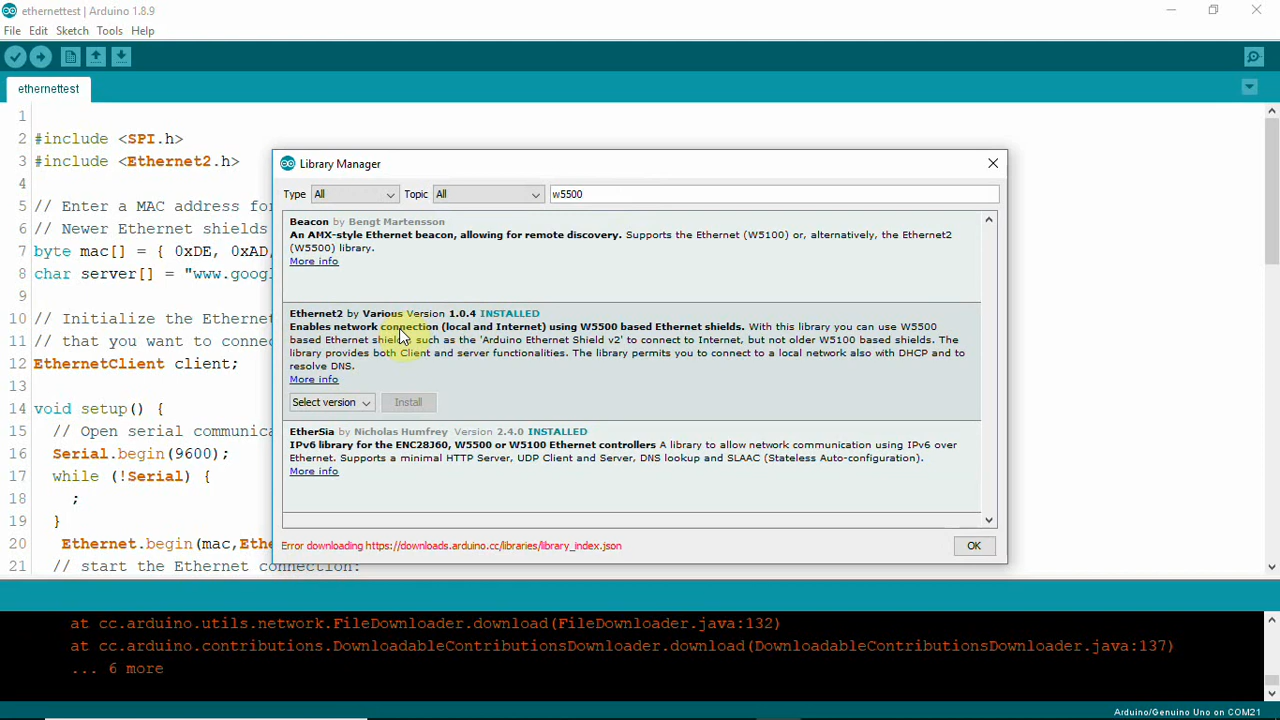 ethernettest | Arduino 1.8.9
File Edit Sketch Tools Help
ethernettest
1
2 #include <SPI.h>
3 #include <Ethernet2.h>
4
5 // Enter a MAC address for
6 // Newer Ethernet shields
7 byte mac[] = { 0xDE, 0xAD,
8 char server[] = "www.googl
9
10 // Initialize the Ethernet
11 // that you want to connec
12 EthernetClient client;
13
14 void setup() {
15 // Open serial communica
16 Serial.begin(9600);
17 while (!Serial) {
18 ;
19 }
20 Ethernet.begin(mac,Ethe
21 // start the Ethernet connection:
Library Manager
Type All Topic All w5500
Beacon by Bengt Martensson
An AMX-style Ethernet beacon, allowing for remote discovery. Supports the Ethernet (W5100) or, alternatively, the Ethernet2
(W5500) library.
More info
Ethernet2 by Various Version 1.0.4 INSTALLED
Enables network connection (local and Internet) using W5500 based Ethernet shields. With this library you can use W5500
based Ethernet shields such as the 'Arduino Ethernet Shield v2' to connect to Internet, but not older W5100 based shields. The
library provides both Client and server functionalities. The library permits you to connect to a local network also with DHCP and to
resolve DNS.
More info
Select version Install
EtherSia by Nicholas Humfrey Version 2.4.0 INSTALLED
IPv6 library for the ENC28J60, W5500 or W5100 Ethernet controllers A library to allow network communication using IPv6 over
Ethernet. Supports a minimal HTTP Server, UDP Client and Server, DNS lookup and SLAAC (Stateless Auto-configuration).
More info
Error downloading https://downloads.arduino.cc/libraries/library_index.json
OK
at cc.arduino.utils.network.FileDownloader.download(FileDownloader.java:132)
at cc.arduino.contributions.DownloadableContributionsDownloader.download(DownloadableContributionsDownloader.java:137)
... 6 more
Arduino/Genuino Uno on COM21